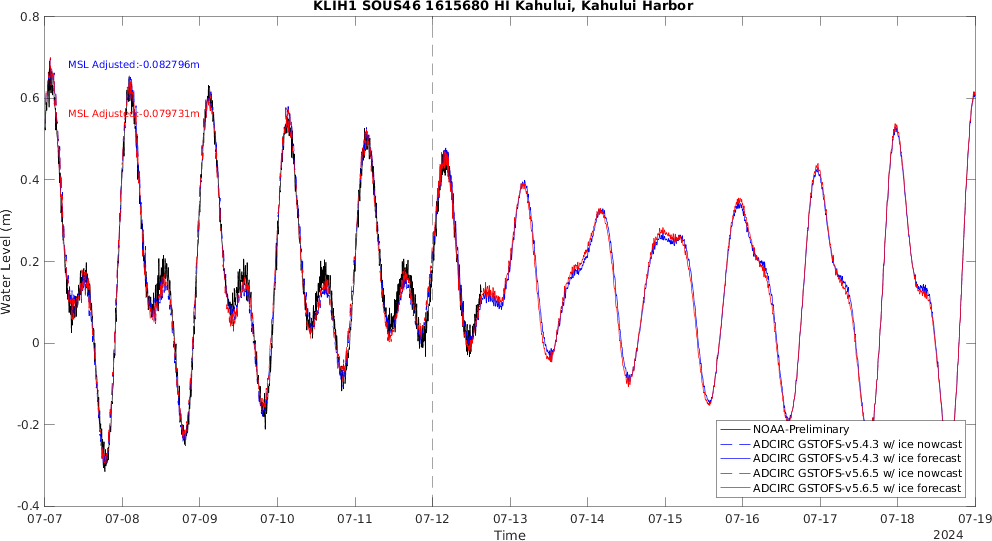 KLIH1 SOUS46 1615680 HI Kahului, Kahului Harbor
0.8
0.6
0.4
0.2
0
-0.2
-0.4
Water Level (m)
MSL Adjusted:-0.082796m
MSL Adjusted:-0.079731m
NOAA-Preliminary
ADCIRC GSTOFS-v5.4.3 w/ ice nowcast
ADCIRC GSTOFS-v5.4.3 w/ ice forecast
ADCIRC GSTOFS-v5.6.5 w/ ice nowcast
ADCIRC GSTOFS-v5.6.5 w/ ice forecast
07-07 07-08 07-09 07-10 07-11 07-12 07-13 07-14 07-15 07-16 07-17 07-18 07-19
Time
2024